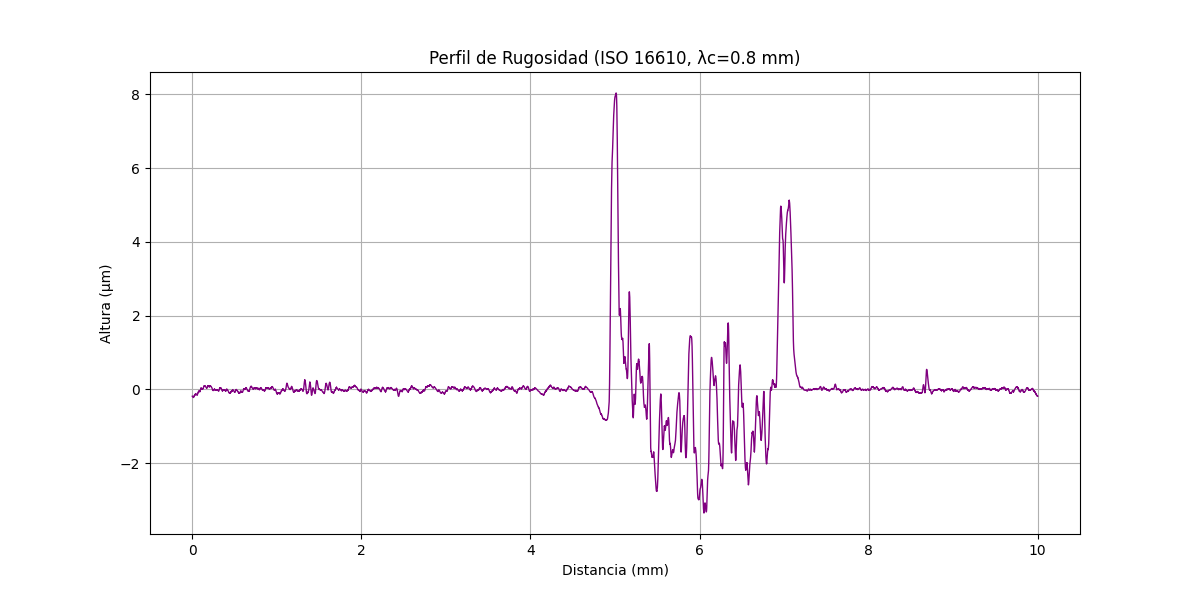 Perfil de Rugosidad (ISO 16610, λc=0.8 mm)
8
6
4
2
0
−2
Altura (µm)
0 2 4 6 8 10
Distancia (mm)